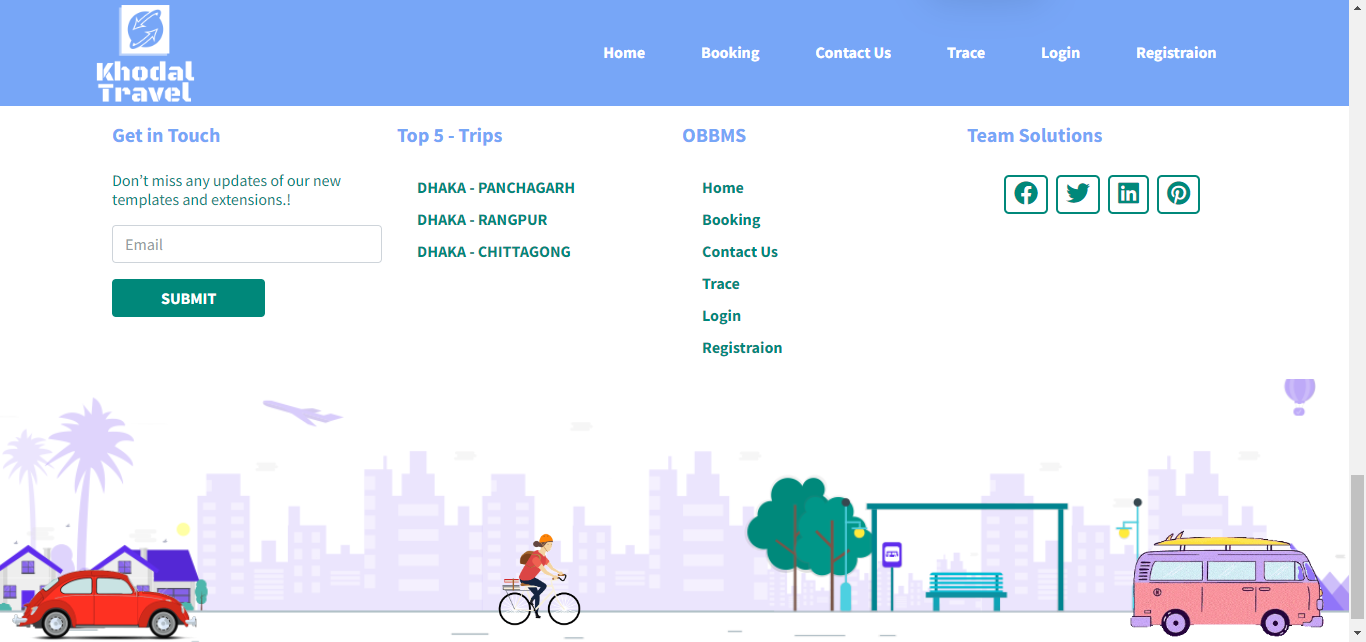 Khodal
Travel
Home
Booking
Contact Us
Trace
Login
Registraion
Get in Touch
Don’t miss any updates of our new
templates and extensions.!
Email
SUBMIT
Top 5 - Trips
DHAKA - PANCHAGARH
DHAKA - RANGPUR
DHAKA - CHITTAGONG
OBBMS
Home
Booking
Contact Us
Trace
Login
Registraion
Team Solutions